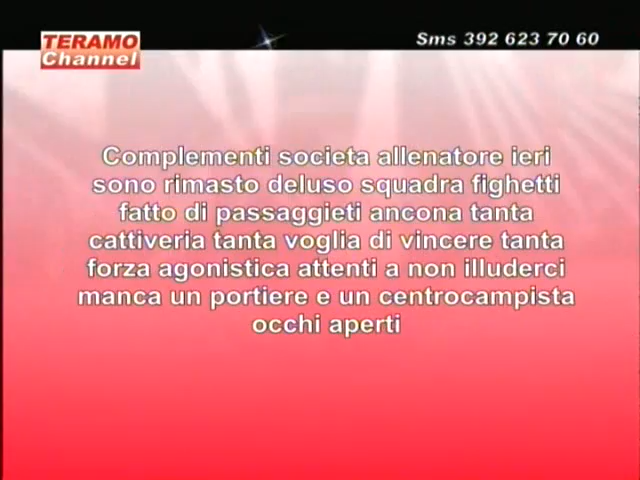 TERAMO
Channel
Sms 392 623 70 60
Complementi societa allenatore ieri
sono rimasto deluso squadra fighetti
fatto di passaggieti ancona tanta
cattiveria tanta voglia di vincere tanta
forza agonistica attenti a non illuderci
manca un portiere e un centrocampista
occhi aperti